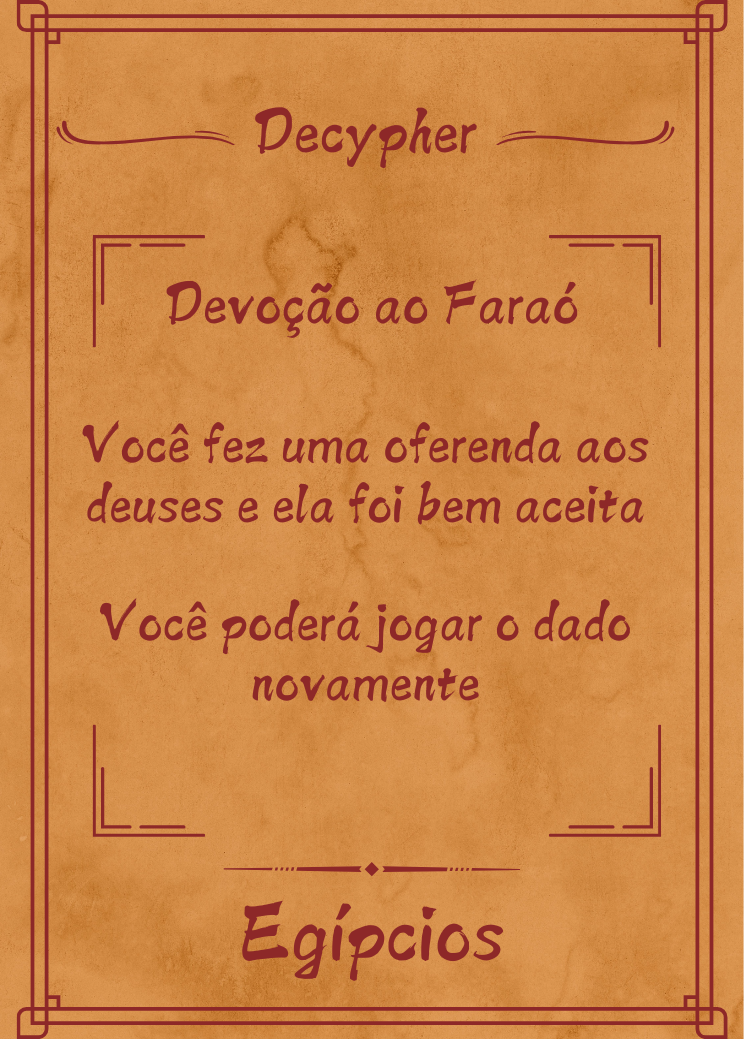 Decypher
Devoção ao Faraó
Você fez uma oferenda aos
deuses e ela foi bem aceita
Você poderá jogar o dado
novamente
Egípcios